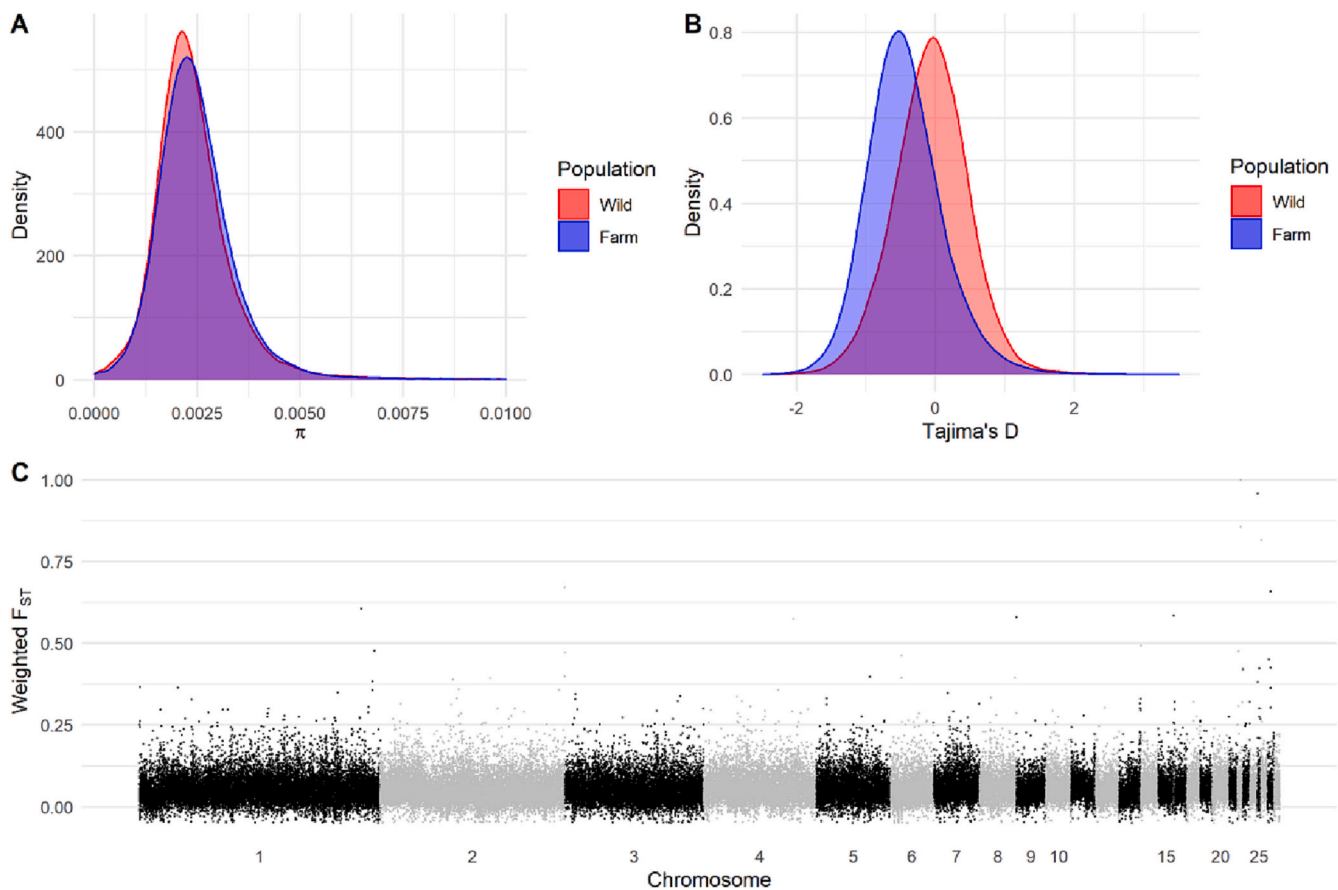 A
Density
400
200
0
0.0000 0.0025 0.0050 0.0075 0.0100
π
Population
Wild
Farm
B
Density
0.8
0.6
0.4
0.2
0.0
-2 0 2
Tajima's D
Population
Wild
Farm
C
Weighted FST
1.00
0.75
0.50
0.25
0.00
1 2 3 4 5 6 7 8 9 10 15 20 25
Chromosome